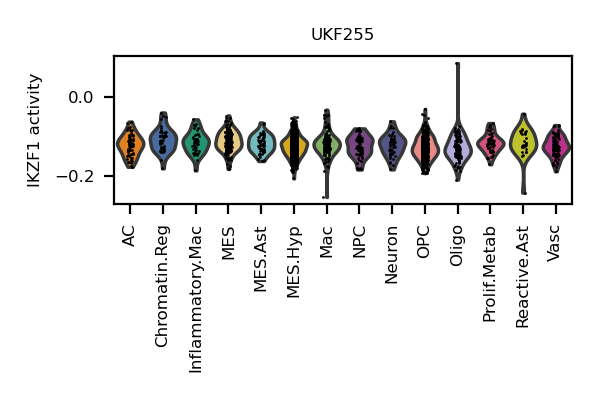 UKF255
IKZF1 activity
0.0
−0.2
AC
Chromatin.Reg
Inflammatory.Mac
MES
MES.Ast
MES.Hyp
Mac
NPC
Neuron
OPC
Oligo
Prolif.Metab
Reactive.Ast
Vasc